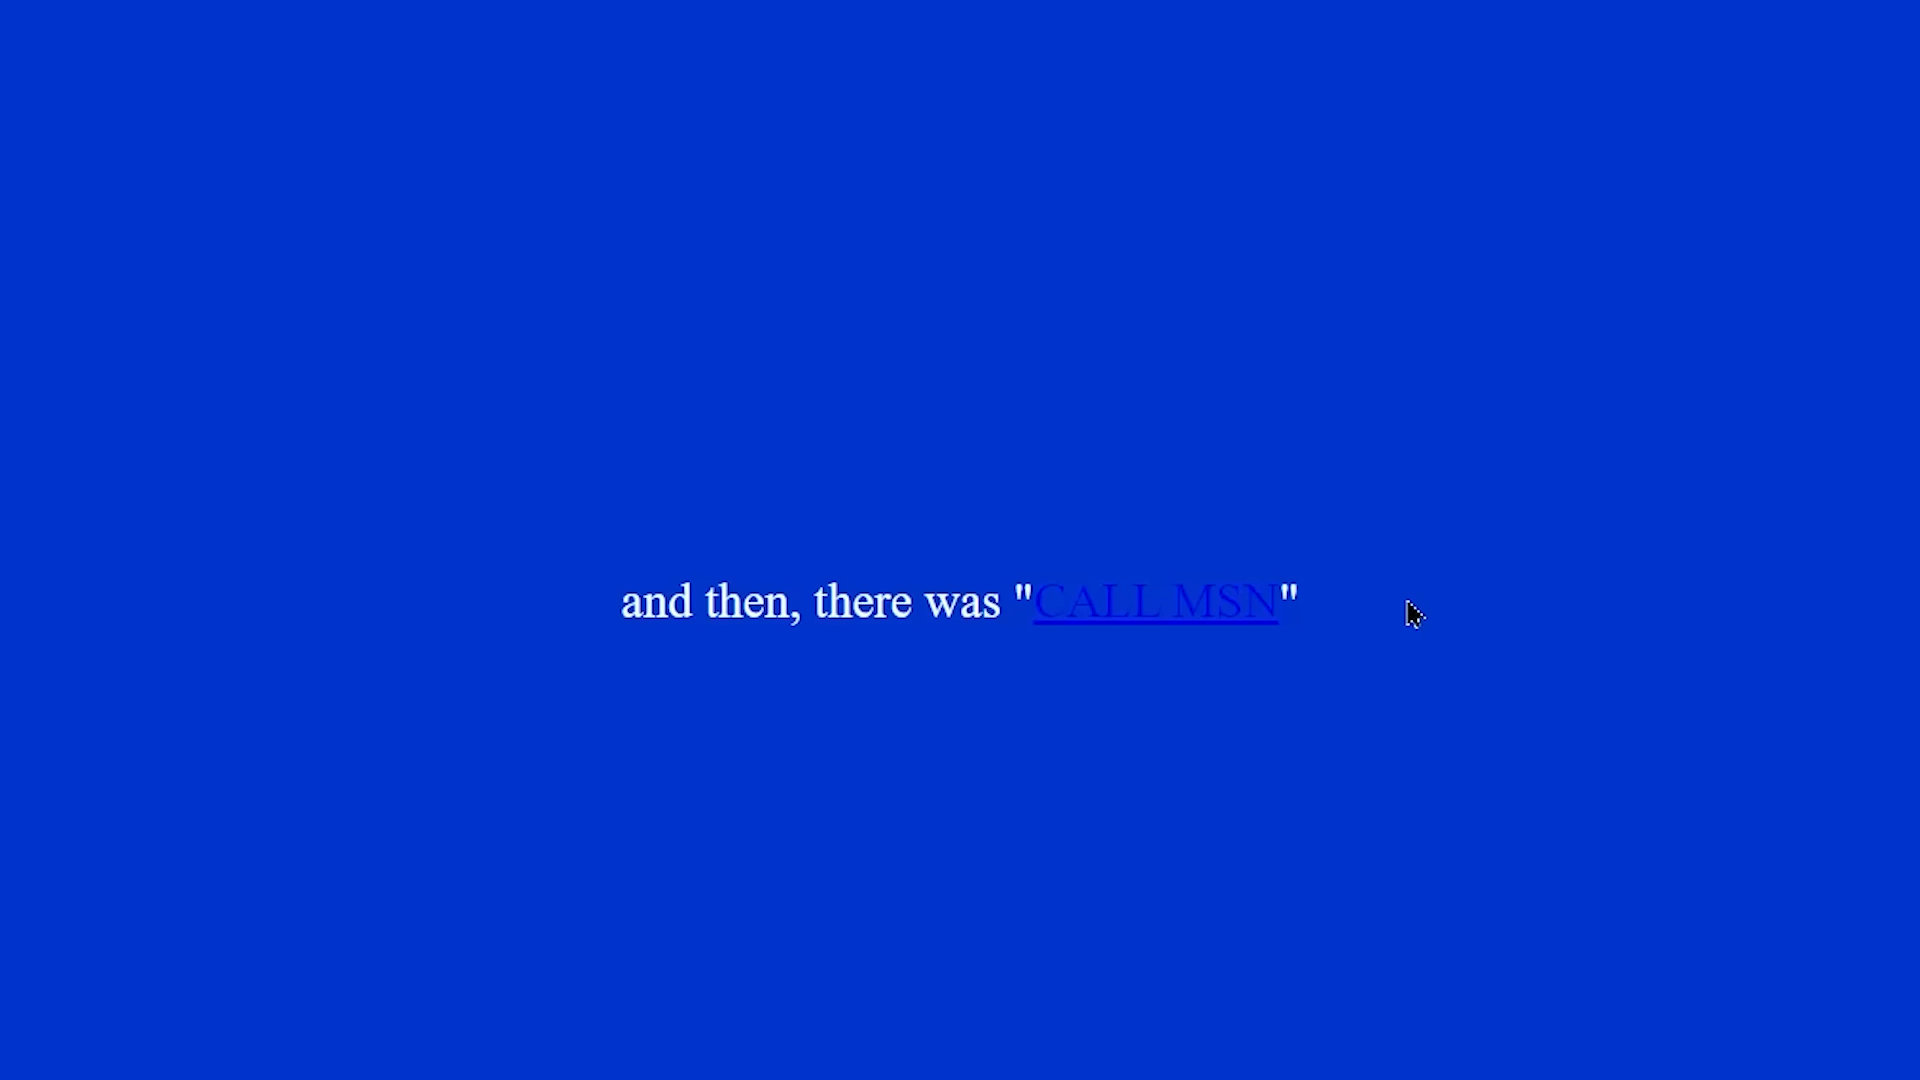 and then, there was "CALL MSN"